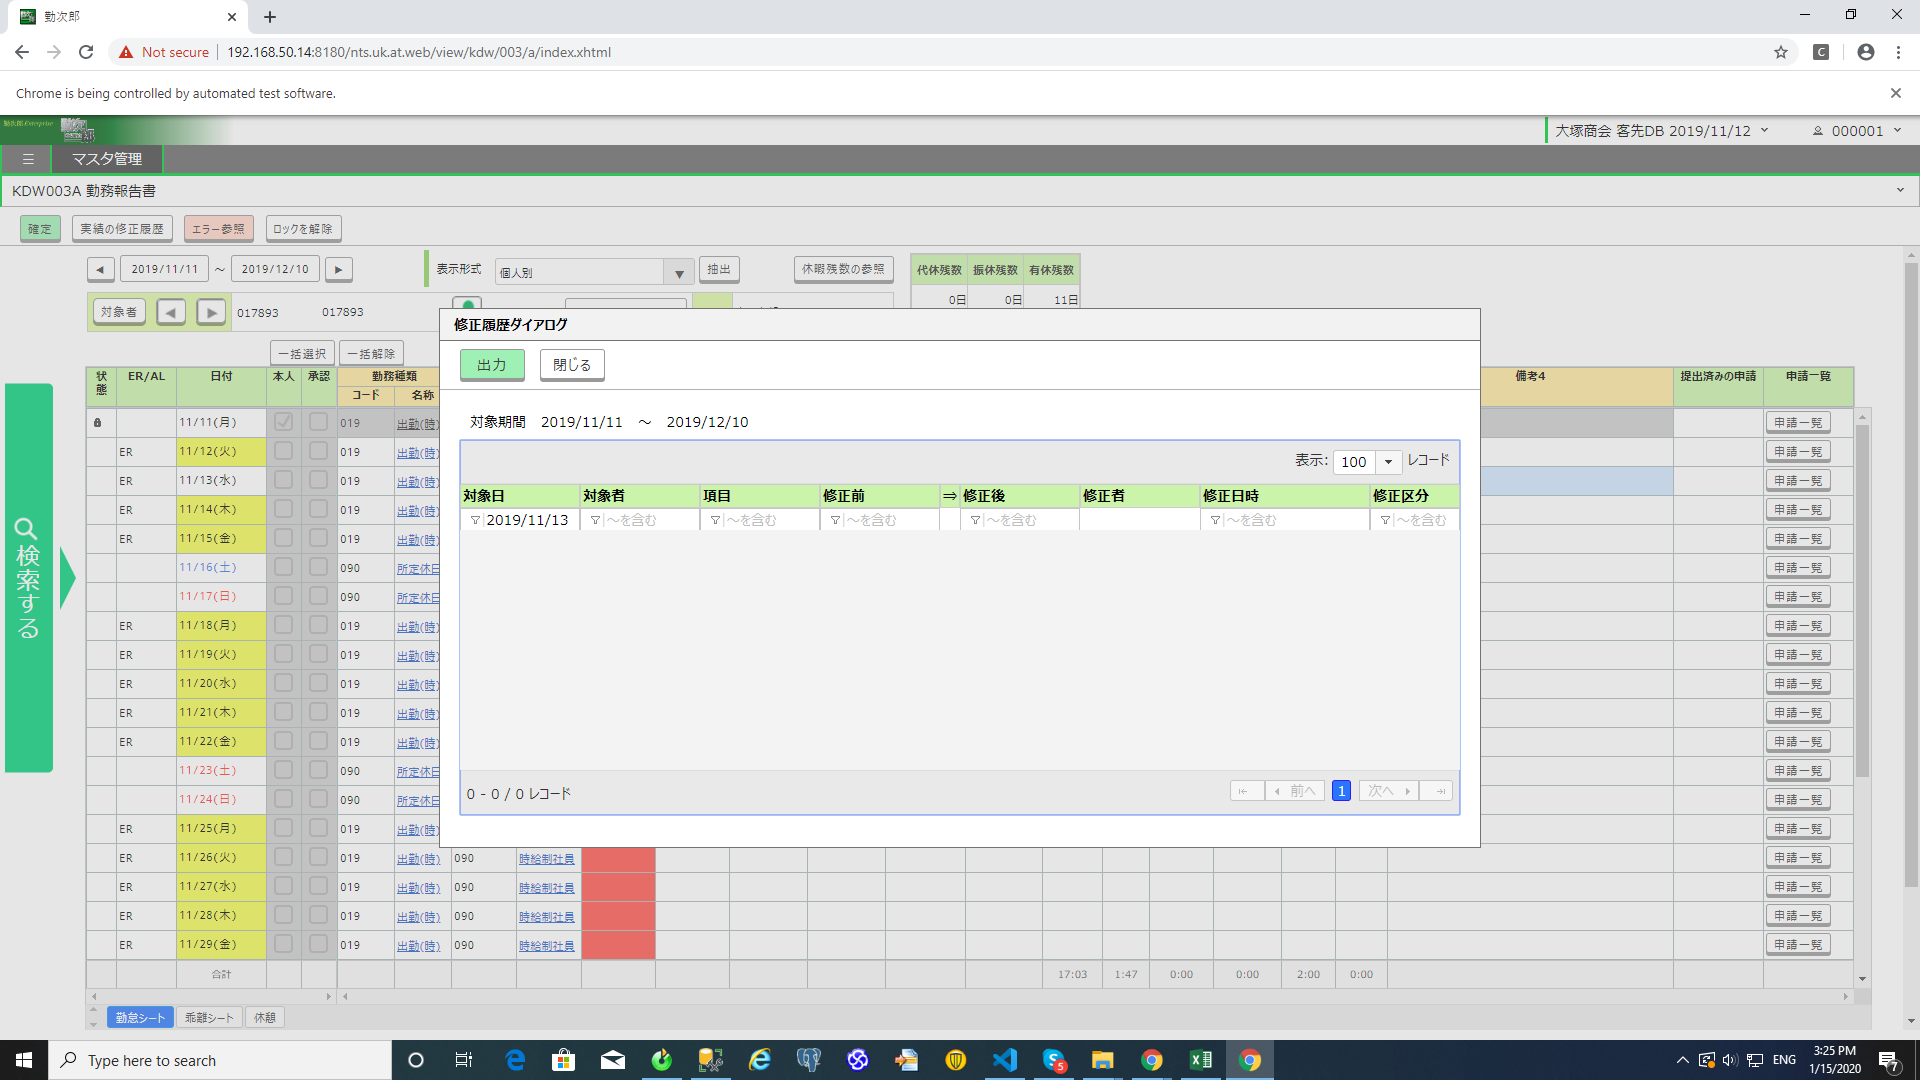 勤次郎
Not secure
192.168.50.14:8180/nts.uk.at.web/view/kdw/003/a/index.xhtml
Chrome is being controlled by automated test software.
大塚商会 客先DB 2019/11/12
000001
マスタ管理
KDW003A 勤務報告書
確定 実績の修正履歴 エラー参照 ロックを解除
2019/11/11 ～ 2019/12/10
表示形式 個人別 抽出 休暇残数の参照
代休残数 振休残数 有休残数
0日 0日 11日
対象者 017893 017893
一括選択 一括解除
検索する
修正履歴ダイアログ
出力 閉じる
対象期間 2019/11/11 ～ 2019/12/10
表示: 100 レコード
対象日 対象者 項目 修正前 ⇒ 修正後 修正者 修正日時 修正区分
2019/11/13 ～を含む ～を含む ～を含む ～を含む ～を含む ～を含む
0 - 0 / 0 レコード
前へ 1 次へ
状態 ER/AL 日付 本人 承認 勤務種類 備考4 提出済みの申請 申請一覧
コード 名称
11/11(月) 019 出勤(時) 申請一覧
ER 11/12(火) 019 出勤(時) 申請一覧
ER 11/13(水) 019 出勤(時) 申請一覧
ER 11/14(木) 019 出勤(時) 申請一覧
ER 11/15(金) 019 出勤(時) 申請一覧
11/16(土) 090 所定休日 申請一覧
11/17(日) 090 所定休日 申請一覧
ER 11/18(月) 019 出勤(時) 申請一覧
ER 11/19(火) 019 出勤(時) 申請一覧
ER 11/20(水) 019 出勤(時) 申請一覧
ER 11/21(木) 019 出勤(時) 申請一覧
ER 11/22(金) 019 出勤(時) 申請一覧
11/23(土) 090 所定休日 申請一覧
11/24(日) 090 所定休日 申請一覧
ER 11/25(月) 019 出勤(時) 申請一覧
ER 11/26(火) 019 出勤(時) 090 時給制社員 申請一覧
ER 11/27(水) 019 出勤(時) 090 時給制社員 申請一覧
ER 11/28(木) 019 出勤(時) 090 時給制社員 申請一覧
ER 11/29(金) 019 出勤(時) 090 時給制社員 申請一覧
合計 17:03 1:47 0:00 0:00 2:00 0:00
勤怠シート 乖離シート 休憩
Type here to search
5
ENG
3:25 PM
1/15/2020
7